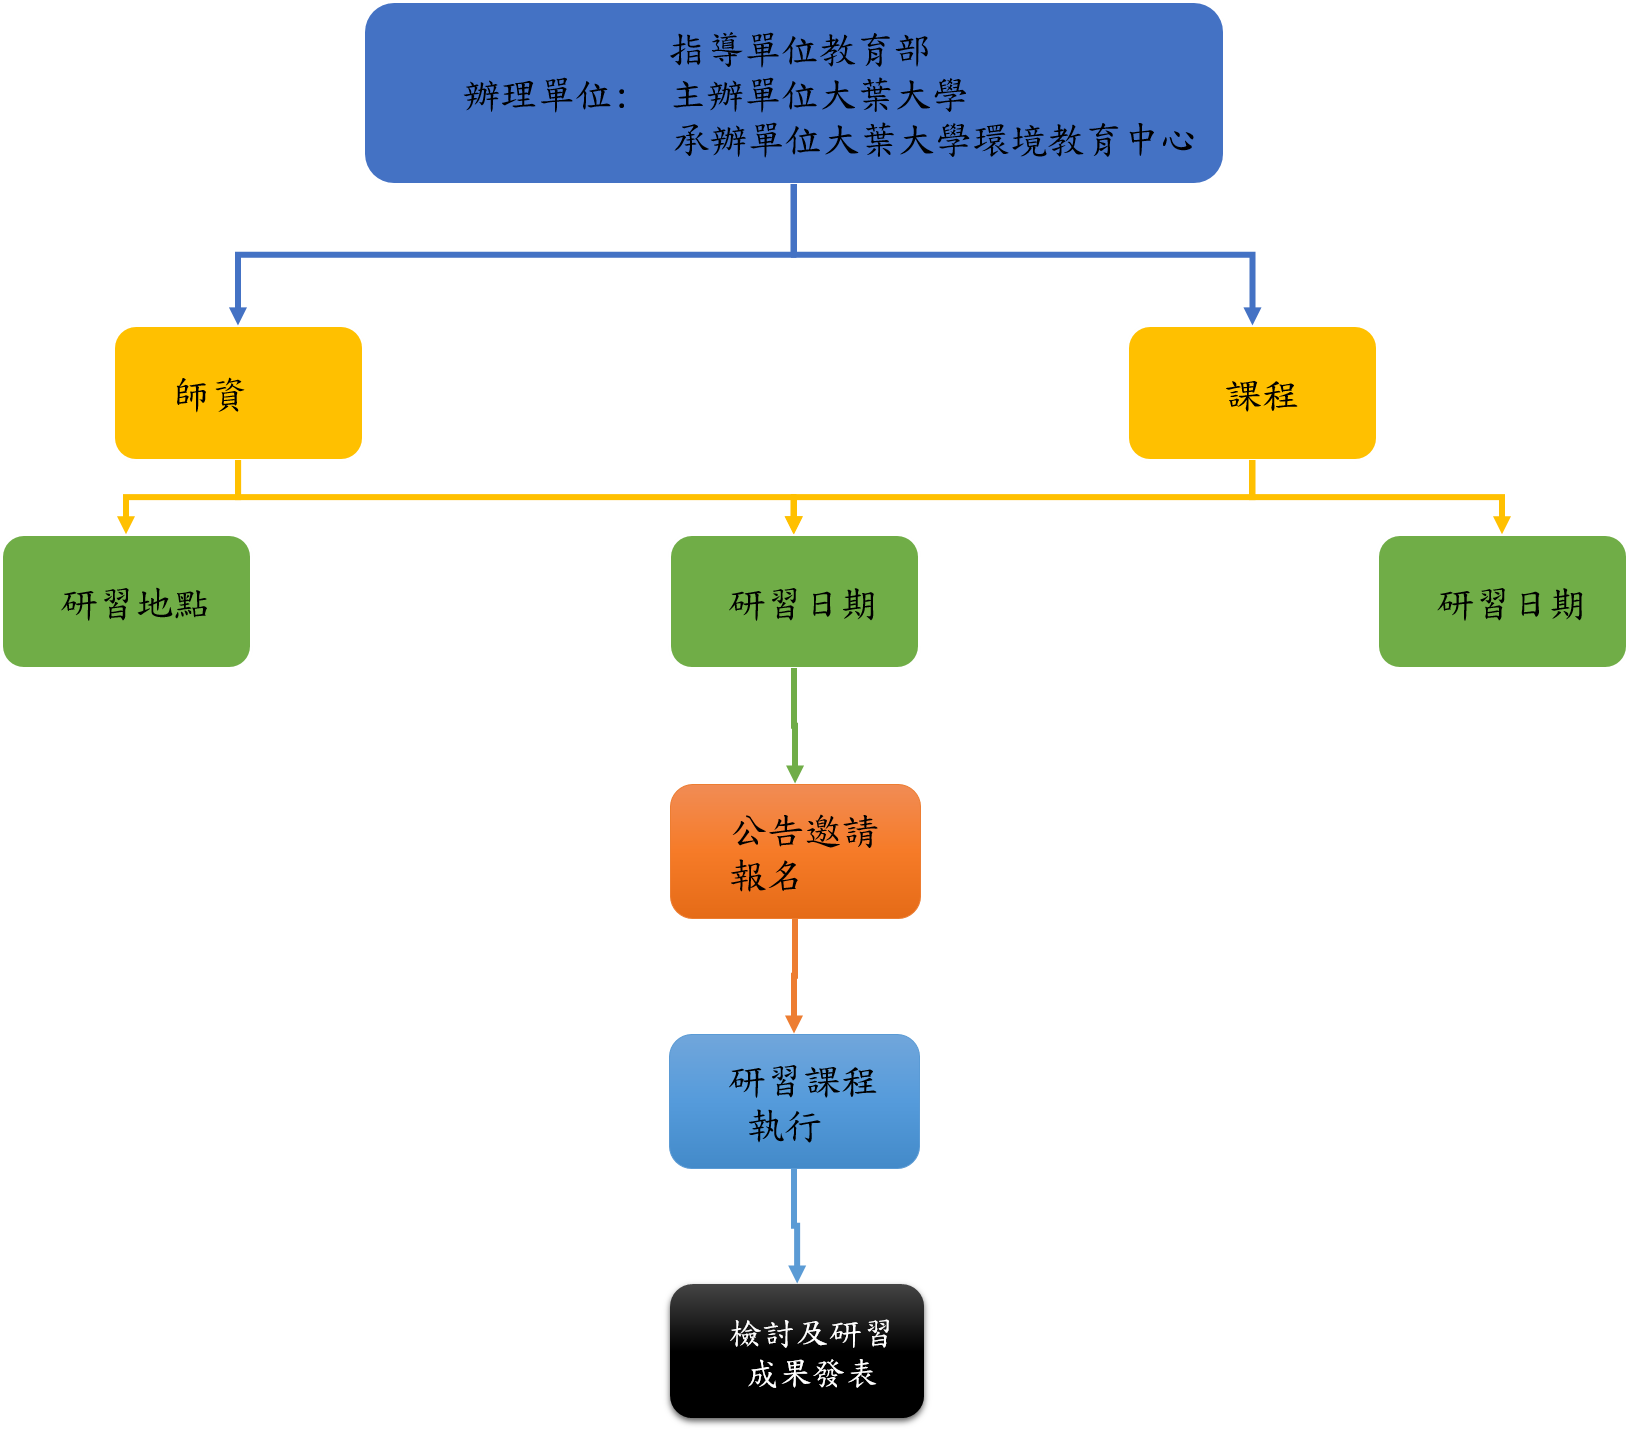 指導單位教育部
辦理單位： 主辦單位大葉大學
承辦單位大葉大學環境教育中心
師資
課程
研習地點
研習日期
研習日期
公告邀請
報名
研習課程
執行
檢討及研習
成果發表